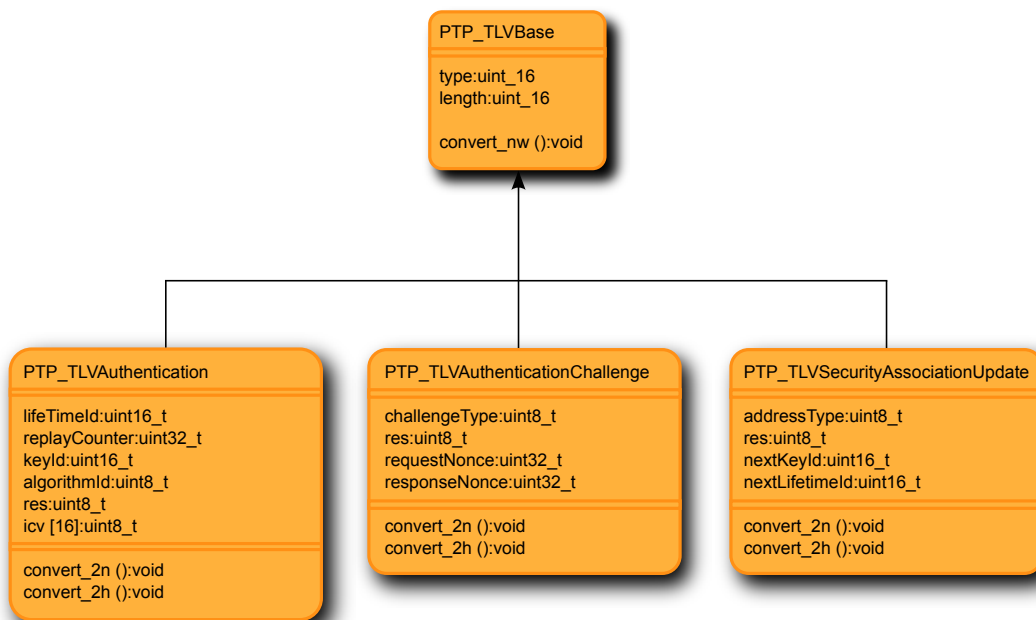 PTP_TLVBase
type:uint_16
length:uint_16
convert_nw ():void
PTP_TLVAuthentication
lifeTimeId:uint16_t
replayCounter:uint32_t
keyId:uint16_t
algorithmId:uint8_t
res:uint8_t
icv [16]:uint8_t
convert_2n ():void
convert_2h ():void
PTP_TLVAuthenticationChallenge
challengeType:uint8_t
res:uint8_t
requestNonce:uint32_t
responseNonce:uint32_t
convert_2n ():void
convert_2h ():void
PTP_TLVSecurityAssociationUpdate
addressType:uint8_t
res:uint8_t
nextKeyId:uint16_t
nextLifetimeId:uint16_t
convert_2n ():void
convert_2h ():void